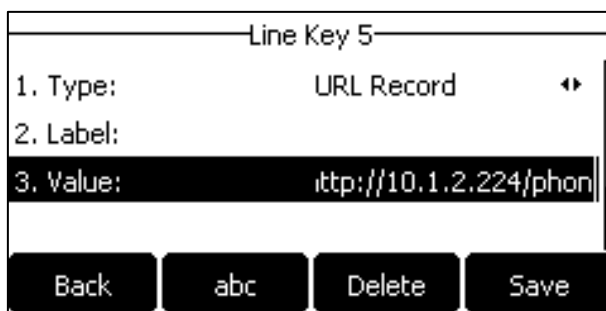 Line Key 5
1. Type: URL Record
2. Label:
3. Value: ttp://10.1.2.224/phon
Back abc Delete Save